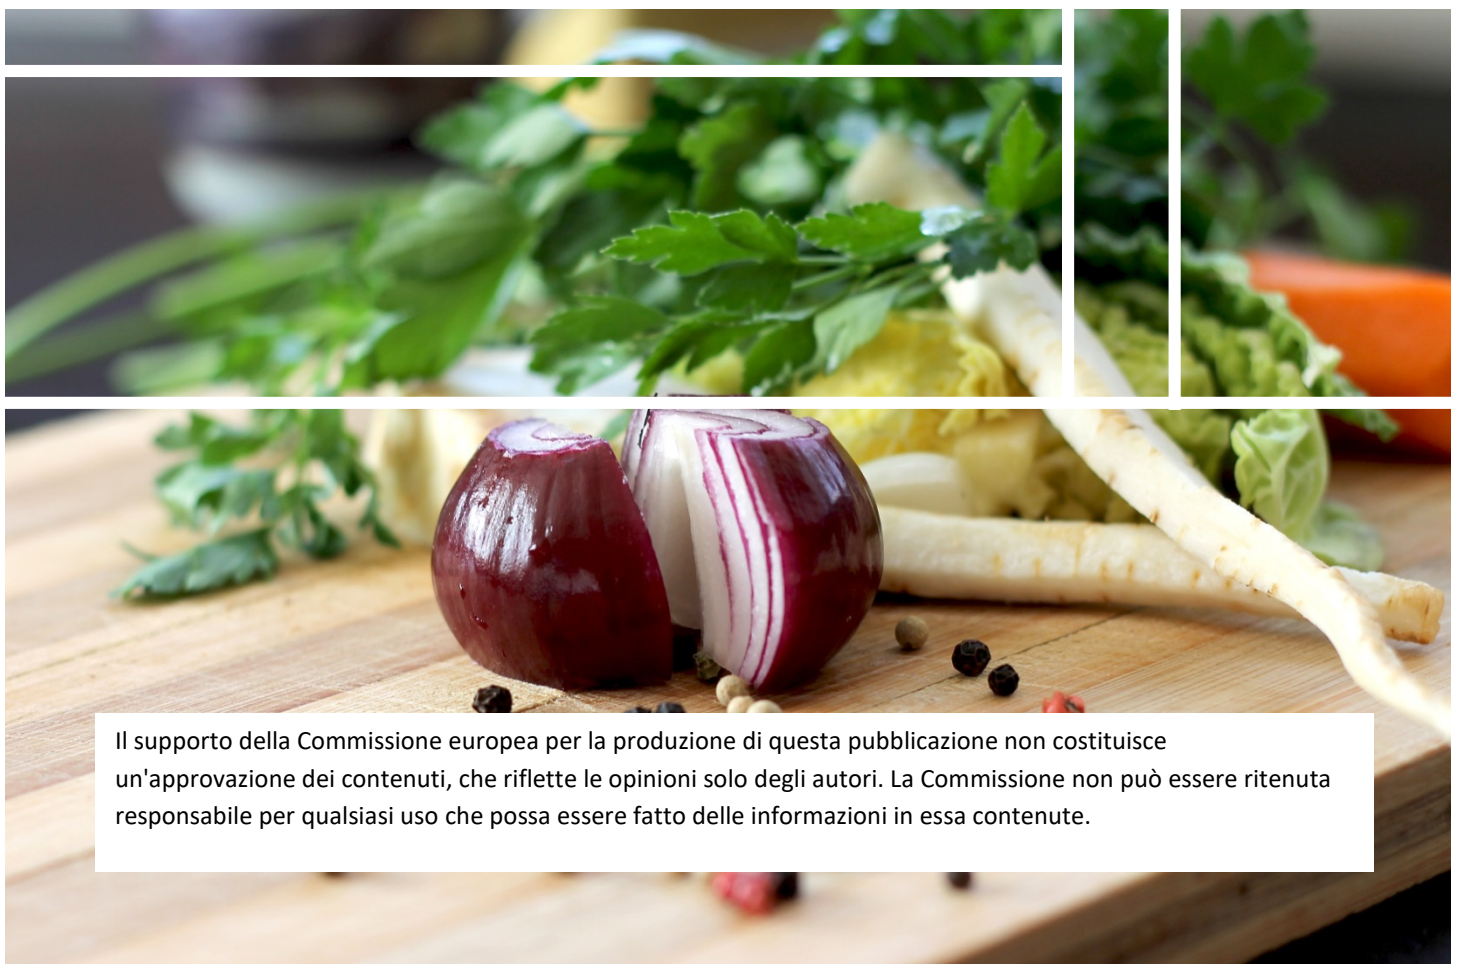 Il supporto della Commissione europea per la produzione di questa pubblicazione non costituisce
un'approvazione dei contenuti, che riflette le opinioni solo degli autori. La Commissione non può essere ritenuta
responsabile per qualsiasi uso che possa essere fatto delle informazioni in essa contenute.